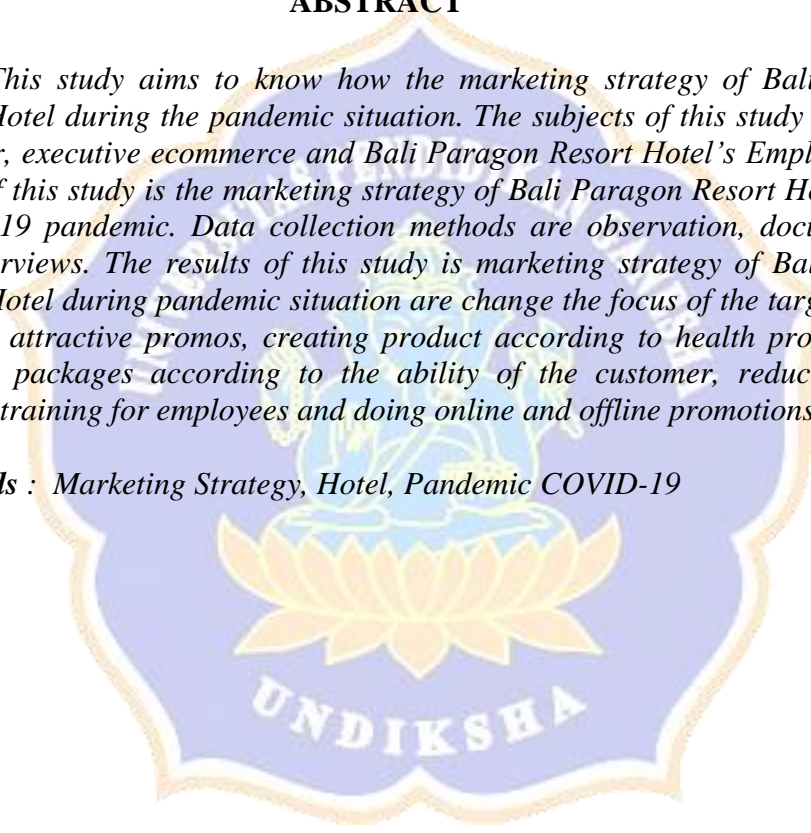 ABSTRACT
This study aims to know how the marketing strategy of Bali
Hotel during the pandemic situation. The subjects of this study
r, executive ecommerce and Bali Paragon Resort Hotel's Empl
f this study is the marketing strategy of Bali Paragon Resort Ho
19 pandemic. Data collection methods are observation, docu
rviews. The results of this study is marketing strategy of Bal
Hotel during pandemic situation are change the focus of the targ
attractive promos, creating product according to health pro
packages according to the ability of the customer, reduc
training for employees and doing online and offline promotions
ds : Marketing Strategy, Hotel, Pandemic COVID-19
UNIVERSITAS PENDIDIKAN GANESHA
UNDIKSHA